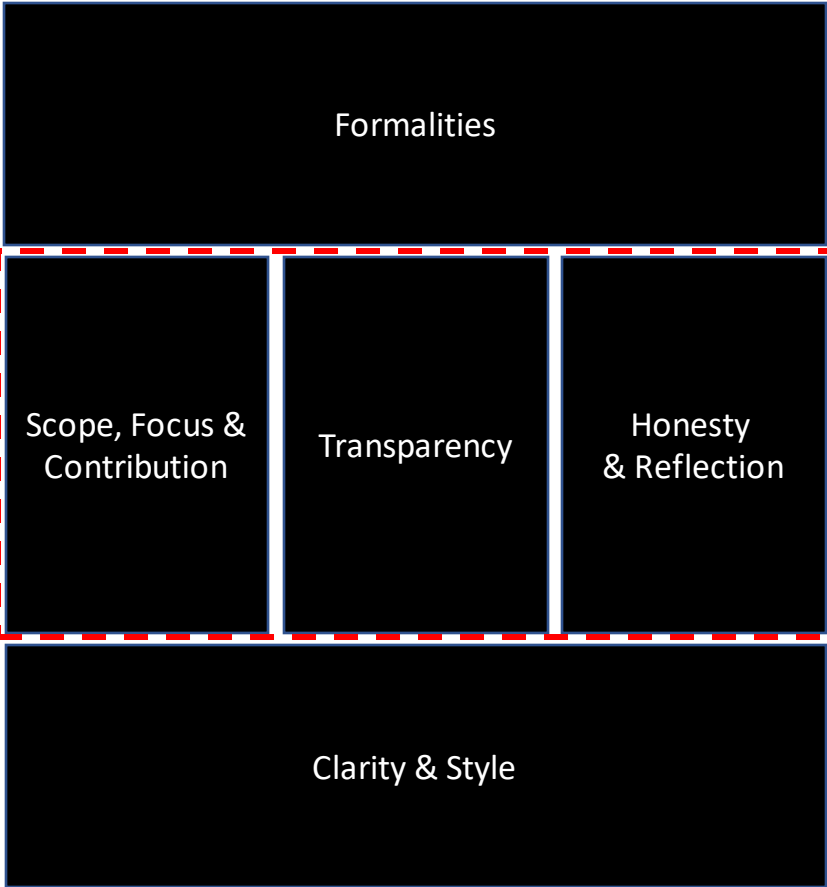 Formalities
Scope, Focus &
Contribution
Transparency
Honesty
& Reflection
Clarity & Style